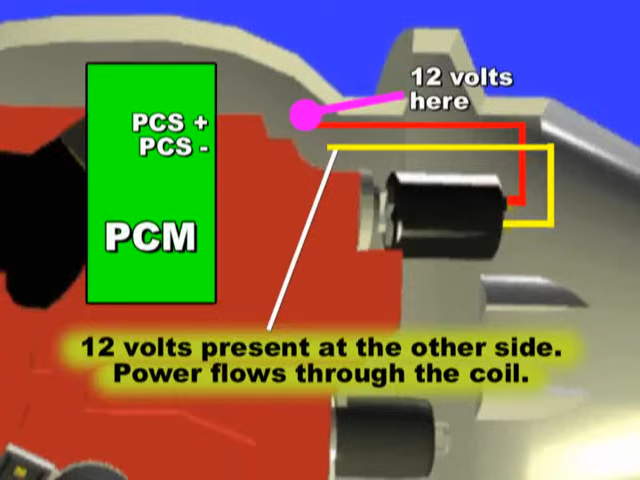 12 volts
here
PCS +
PCS -
PCM
12 volts present at the other side.
Power flows through the coil.